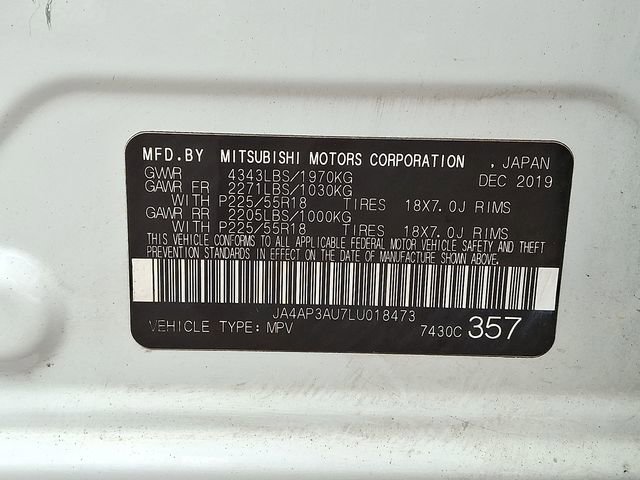 MFD.BY MITSUBISHI MOTORS CORPORATION , JAPAN
GVWR 4343LBS/1970KG DEC 2019
GAWR FR 2271LBS/1030KG
WITH P225/55R18 TIRES 18X7.0J RIMS
GAWR RR 2205LBS/1000KG
WITH P225/55R18 TIRES 18X7.0J RIMS
THIS VEHICLE CONFORMS TO ALL APPLICABLE FEDERAL MOTOR VEHICLE SAFETY AND THEFT
PREVENTION STANDARDS IN EFFECT ON THE DATE OF MANUFACTURE SHOWN ABOVE.
JA4AP3AU7LU018473
VEHICLE TYPE: MPV 7430C 357